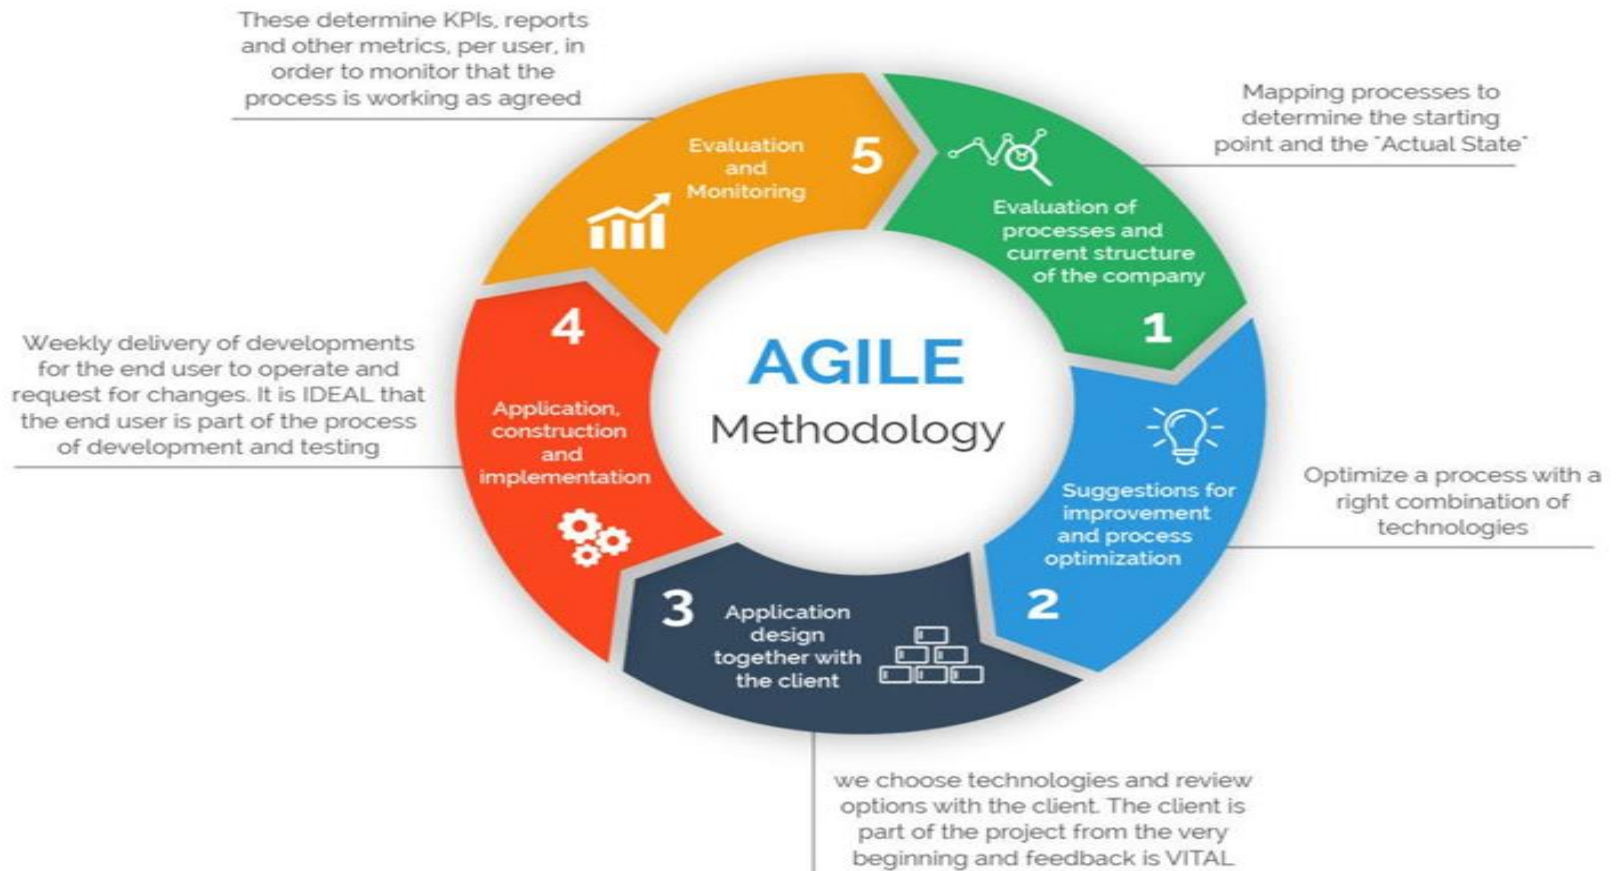 These determine KPIs, reports
and other metrics, per user, in
order to monitor that the
process is working as agreed
Mapping processes to
determine the starting
point and the "Actual State"
Evaluation
and
Monitoring
5
Evaluation of
processes and
current structure
of the company
1
4
Weekly delivery of developments
for the end user to operate and
request for changes. It is IDEAL that
the end user is part of the process
of development and testing
Application,
construction
and
implementation
AGILE
Methodology
Suggestions for
improvement
and process
optimization
2
Optimize a process with a
right combination of
technologies
3
Application
design
together with
the client
we choose technologies and review
options with the client. The client is
part of the project from the very
beginning and feedback is VITAL